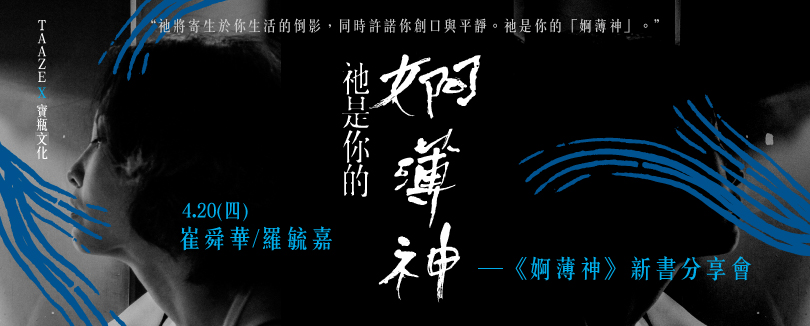 “祂將寄生於你生活的倒影，同時許諾你創口與平靜。祂是你的「婀薄神」。”
TAAZE X 寶瓶文化
祂是你的
婀薄神
4.20(四)
崔舜華/羅毓嘉
—《婀薄神》新書分享會